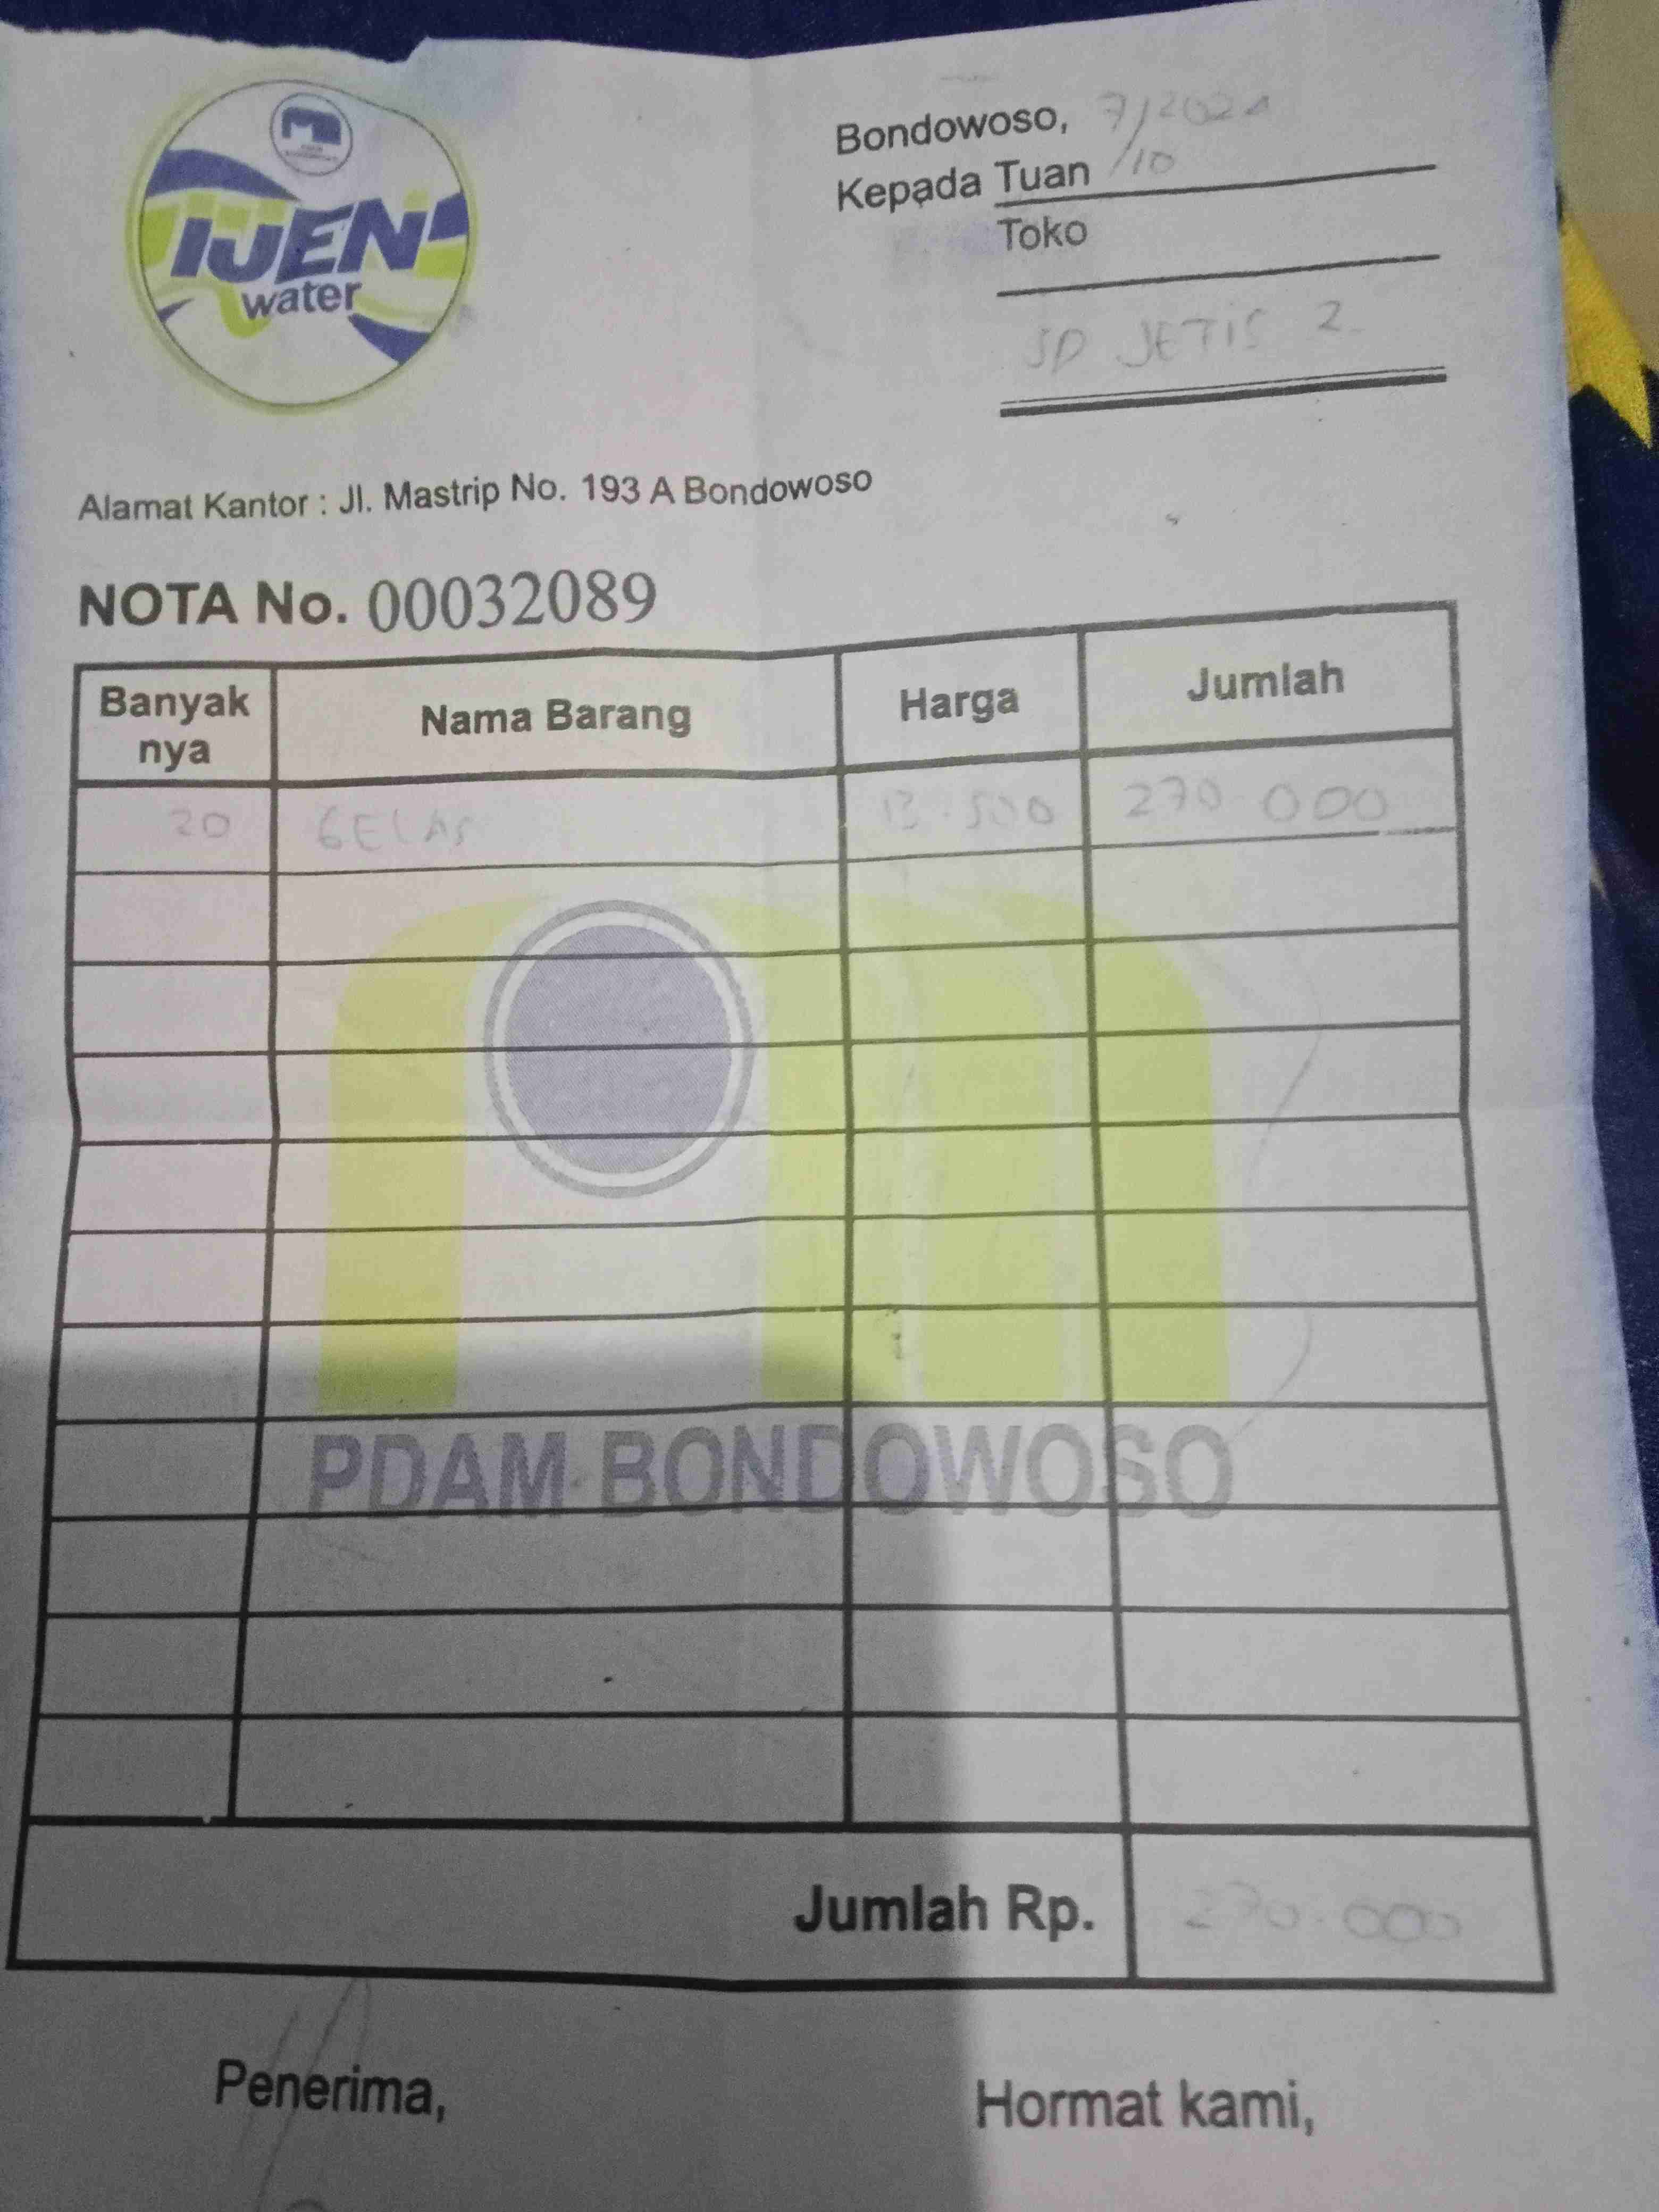 IJEN
water
Bondowoso, 7/10
Kepada Tuan
Toko
SD JETIS 2
Alamat Kantor : Jl. Mastrip No. 193 A Bondowoso
NOTA No. 00032089
Banyak nya Nama Barang Harga Jumlah
20 GELAS 13.500 270.000
PDAM BONDOWOSO
Jumlah Rp. 270.000
Penerima, Hormat kami,